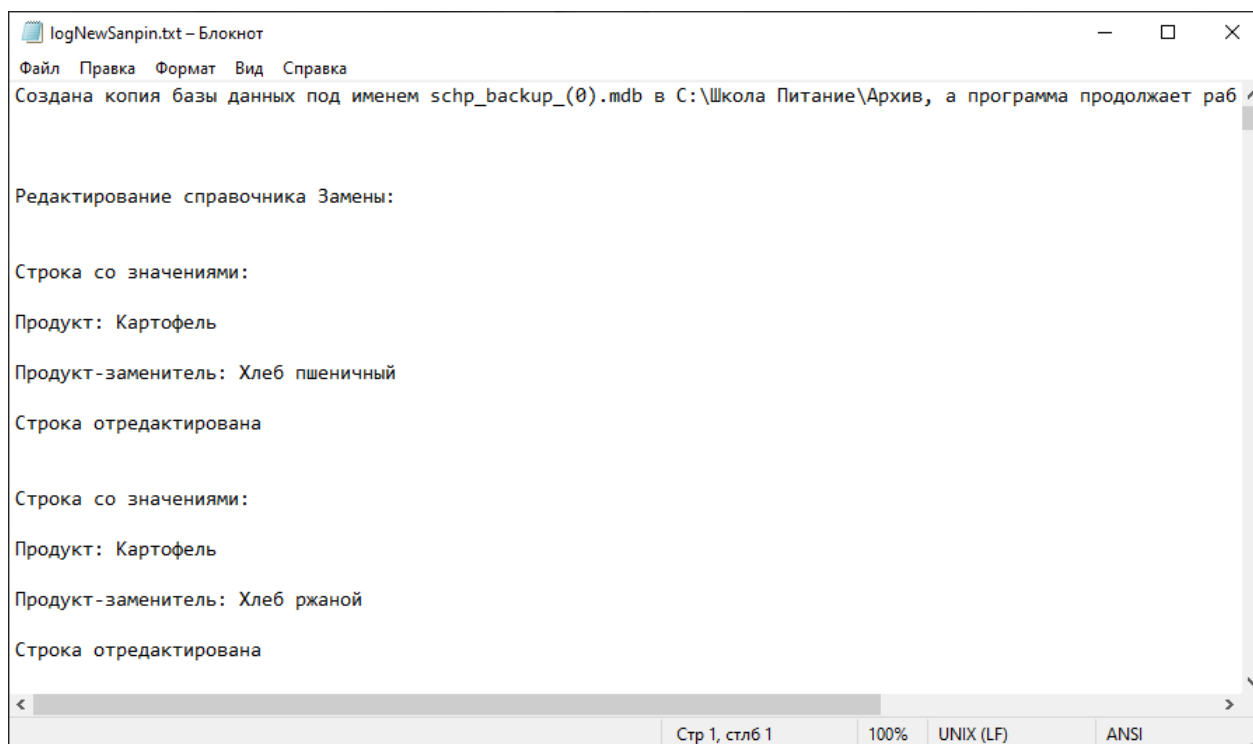 logNewSanpin.txt – Блокнот
Файл Правка Формат Вид Справка
Создана копия базы данных под именем schp_backup_(0).mdb в C:\Школа Питание\Архив, а программа продолжает раб
Редактирование справочника Замены:
Строка со значениями:
Продукт: Картофель
Продукт-заменитель: Хлеб пшеничный
Строка отредактирована
Строка со значениями:
Продукт: Картофель
Продукт-заменитель: Хлеб ржаной
Строка отредактирована
Стр 1, стлб 1 100% UNIX (LF) ANSI